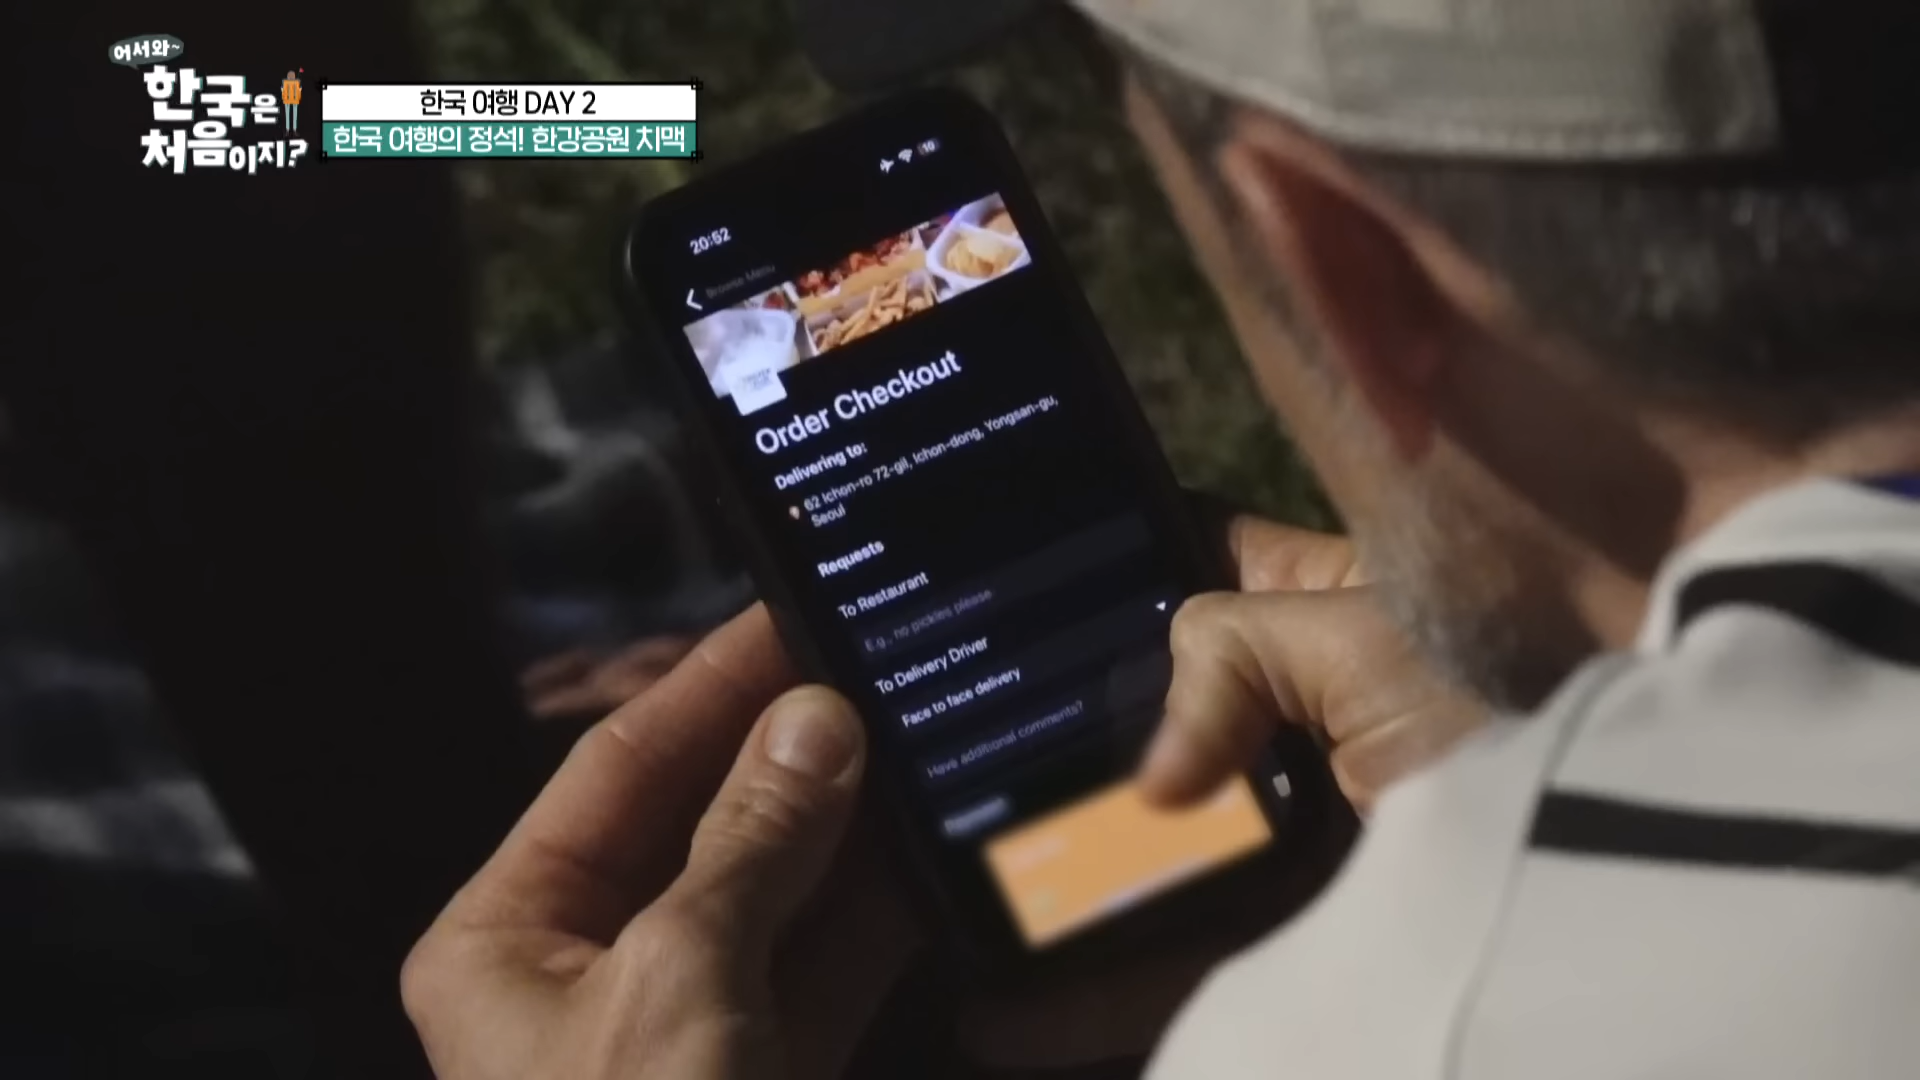 어서와~
한국은
처음이지?
한국 여행 DAY 2
한국 여행의 정석! 한강공원 치맥
20:52
Browse Menu
Order Checkout
Delivering to:
62 Ichon-ro 72-gil, Ichon-dong, Yongsan-gu,
Seoul
Requests
To Restaurant
E.g., no pickles please
To Delivery Driver
Face to face delivery
Have additional comments?